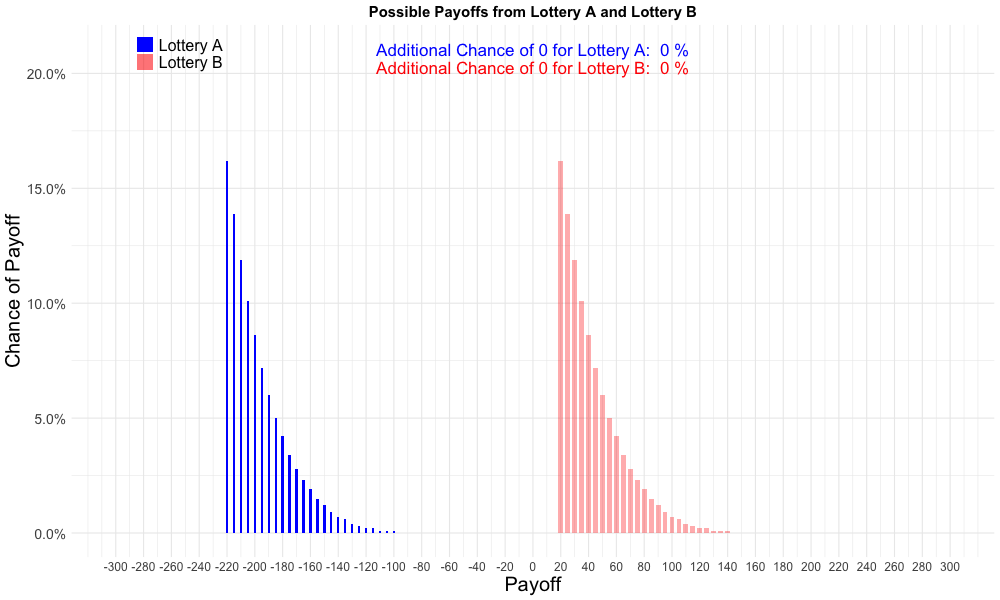 Possible Payoffs from Lottery A and Lottery B
Lottery A
Lottery B
Additional Chance of 0 for Lottery A:  0 %
Additional Chance of 0 for Lottery B:  0 %
Chance of Payoff
20.0%
15.0%
10.0%
5.0%
0.0%
-300 -280 -260 -240 -220 -200 -180 -160 -140 -120 -100 -80 -60 -40 -20 0 20 40 60 80 100 120 140 160 180 200 220 240 260 280 300
Payoff